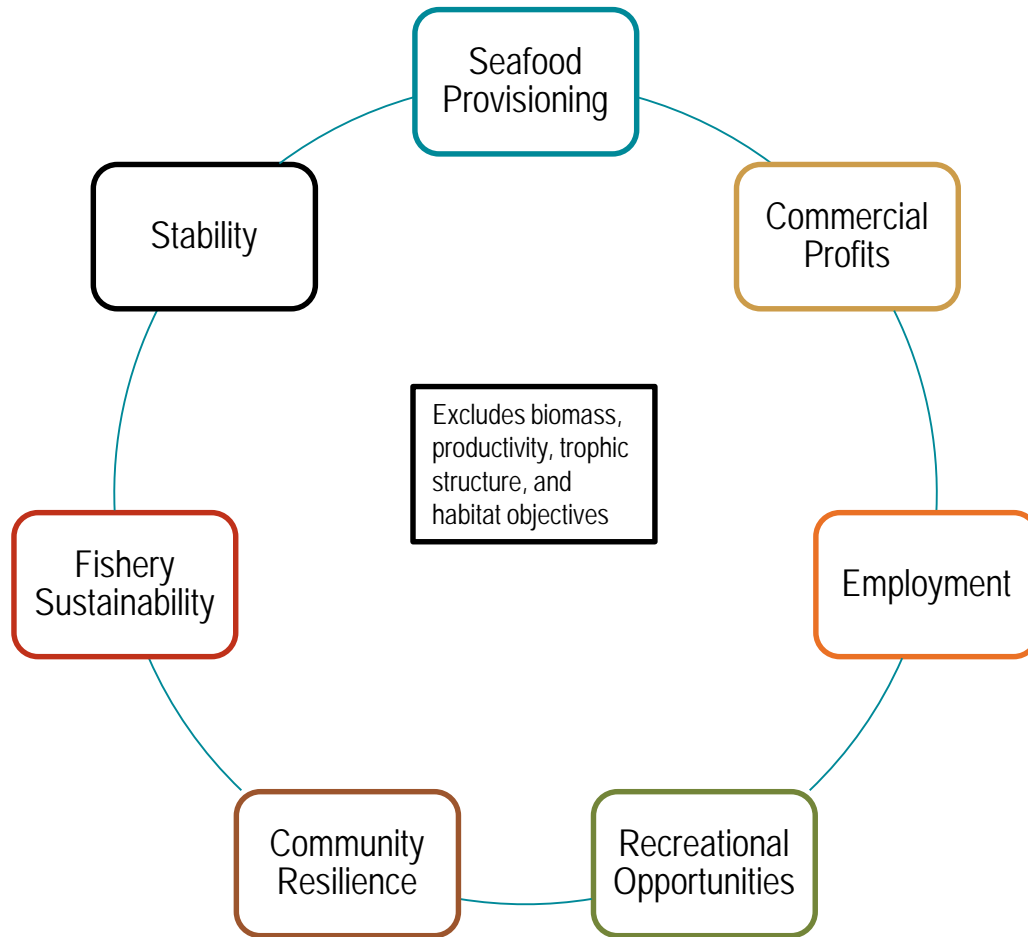 Seafood
Provisioning
Commercial
Profits
Employment
Recreational
Opportunities
Community
Resilience
Fishery
Sustainability
Stability
Excludes biomass,
productivity, trophic
structure, and
habitat objectives